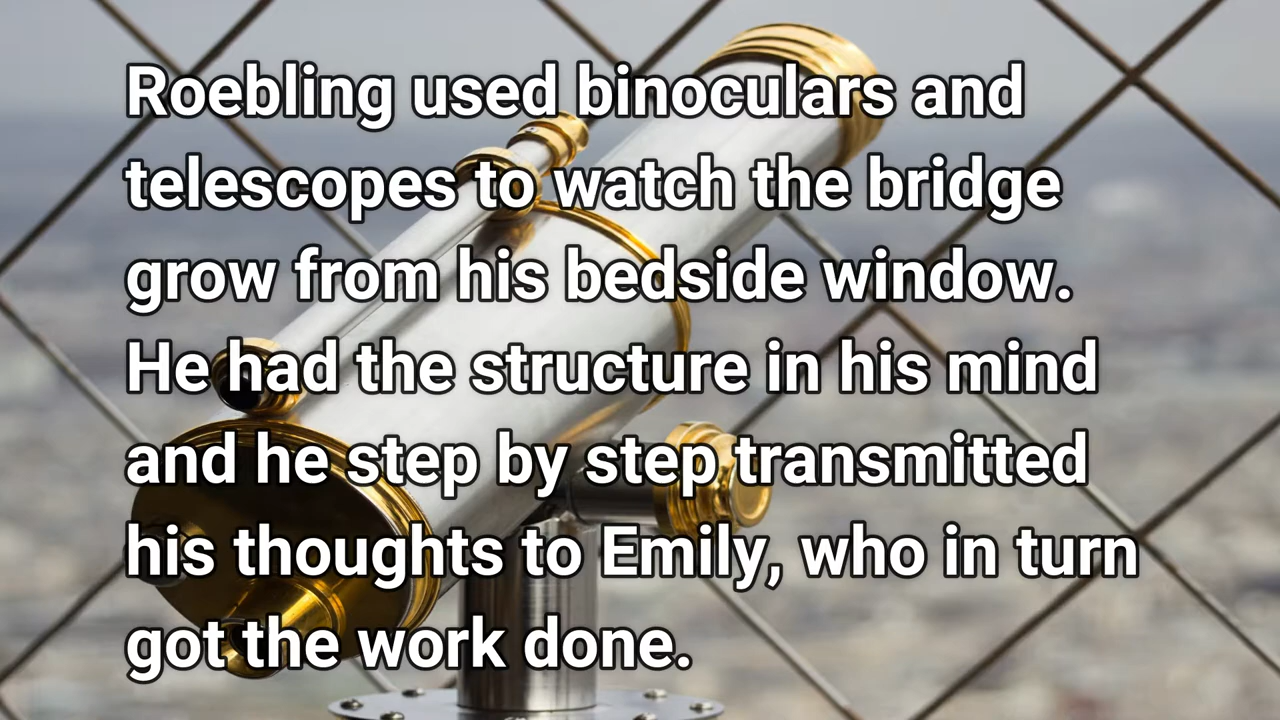 Roebling used binoculars and
telescopes to watch the bridge
grow from his bedside window.
He had the structure in his mind
and he step by step transmitted
his thoughts to Emily, who in turn
got the work done.